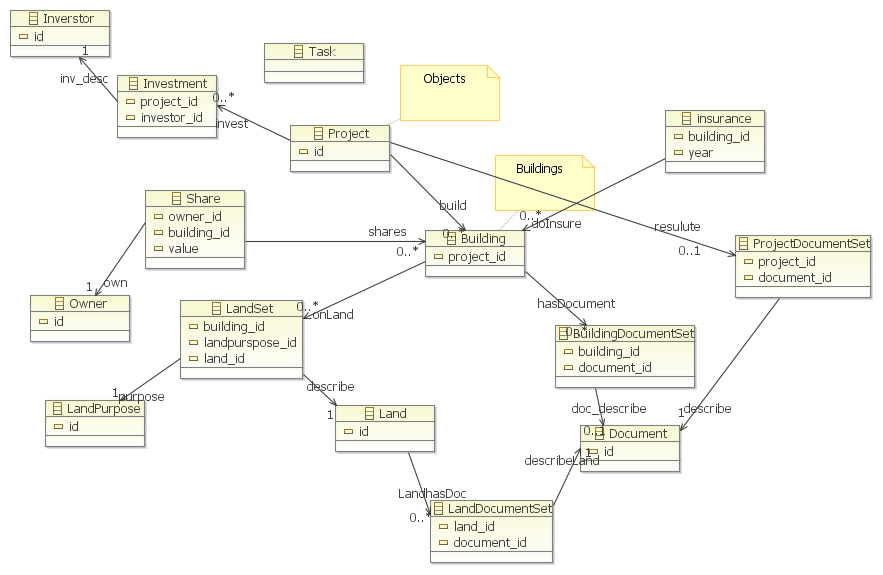 Inverstor
id
1
inv_desc
Task
Objects
Investment
project_id
investor_id
0..*
invest
Project
id
insurance
building_id
year
Buildings
build
0..*
doInsure
resulute
0..1
Share
owner_id
building_id
value
shares
0..*
Building
project_id
0..
ProjectDocumentSet
project_id
document_id
1
own
Owner
id
LandSet
building_id
landpurspose_id
land_id
0..*
onLand
hasDocument
0..*
BuildingDocumentSet
building_id
document_id
1
purpose
LandPurpose
id
describe
1
Land
id
doc_describe
0..1
1
describe
Document
id
1
describeLand
LandhasDoc
0..*
LandDocumentSet
land_id
document_id